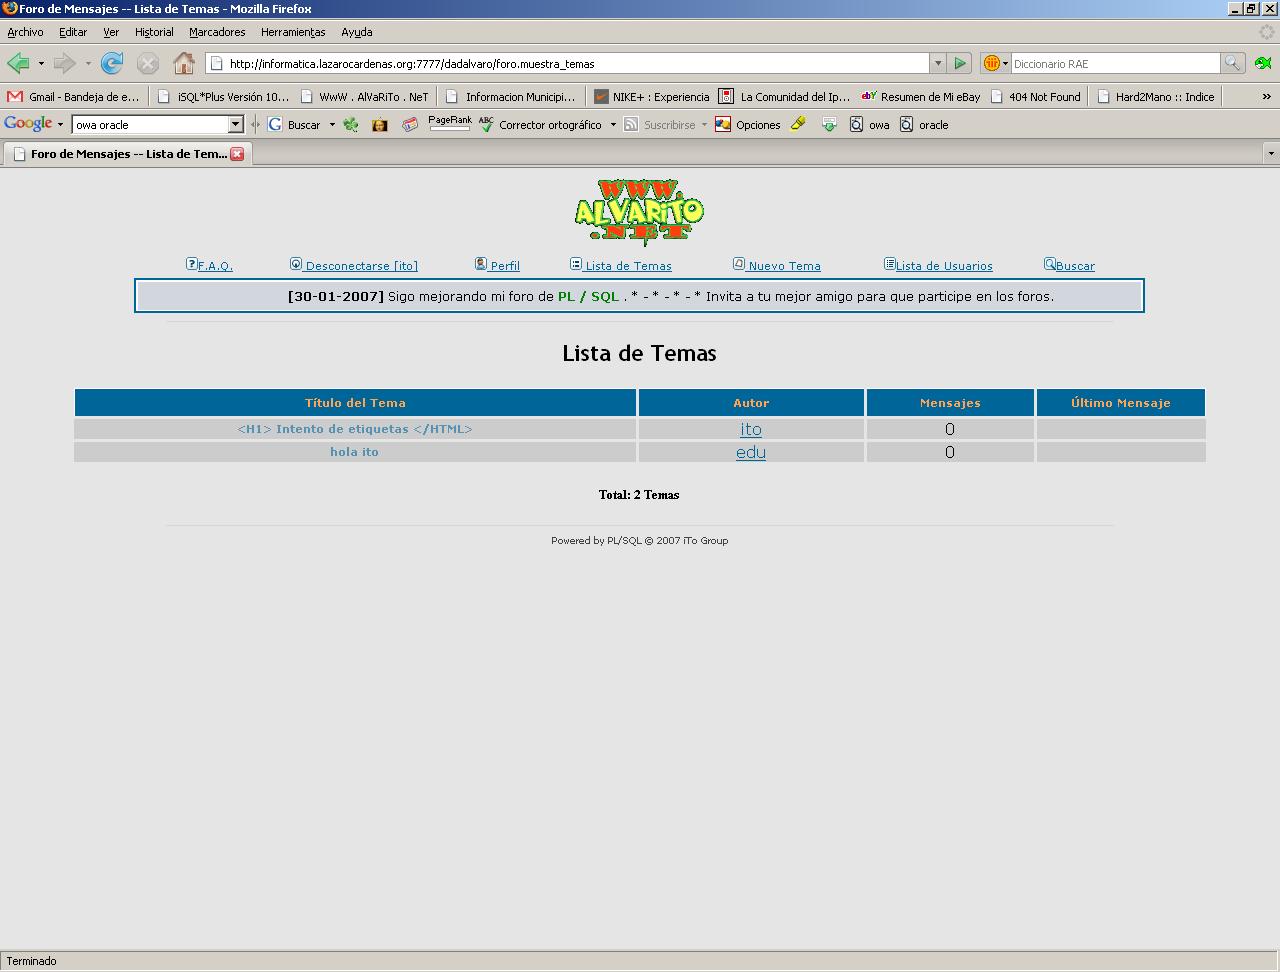 Foro de Mensajes -- Lista de Temas - Mozilla Firefox
Archivo Editar Ver Historial Marcadores Herramientas Ayuda
http://informatica.lazarocardenas.org:7777/dadalvaro/foro.muestra_temas Diccionario RAE
Gmail - Bandeja de e... iSQL*Plus Versión 10... WwW . AlVaRiTo . NeT Informacion Municipi... NIKE+ : Experiencia La Comunidad del Ip... Resumen de Mi eBay 404 Not Found Hard2Mano :: Indice »
Google owa oracle Buscar PageRank ABC Corrector ortográfico Suscribirse Opciones owa oracle
Foro de Mensajes -- Lista de Tem...
WWW.
ALVARiTO
.NET
F.A.Q. Desconectarse [ito] Perfil Lista de Temas Nuevo Tema Lista de Usuarios Buscar
[30-01-2007] Sigo mejorando mi foro de PL / SQL . * - * - * - * Invita a tu mejor amigo para que participe en los foros.
Lista de Temas
Título del Tema Autor Mensajes Último Mensaje
<H1> Intento de etiquetas </HTML> ito 0
hola ito edu 0
Total: 2 Temas
Powered by PL/SQL @ 2007 iTo Group
Terminado